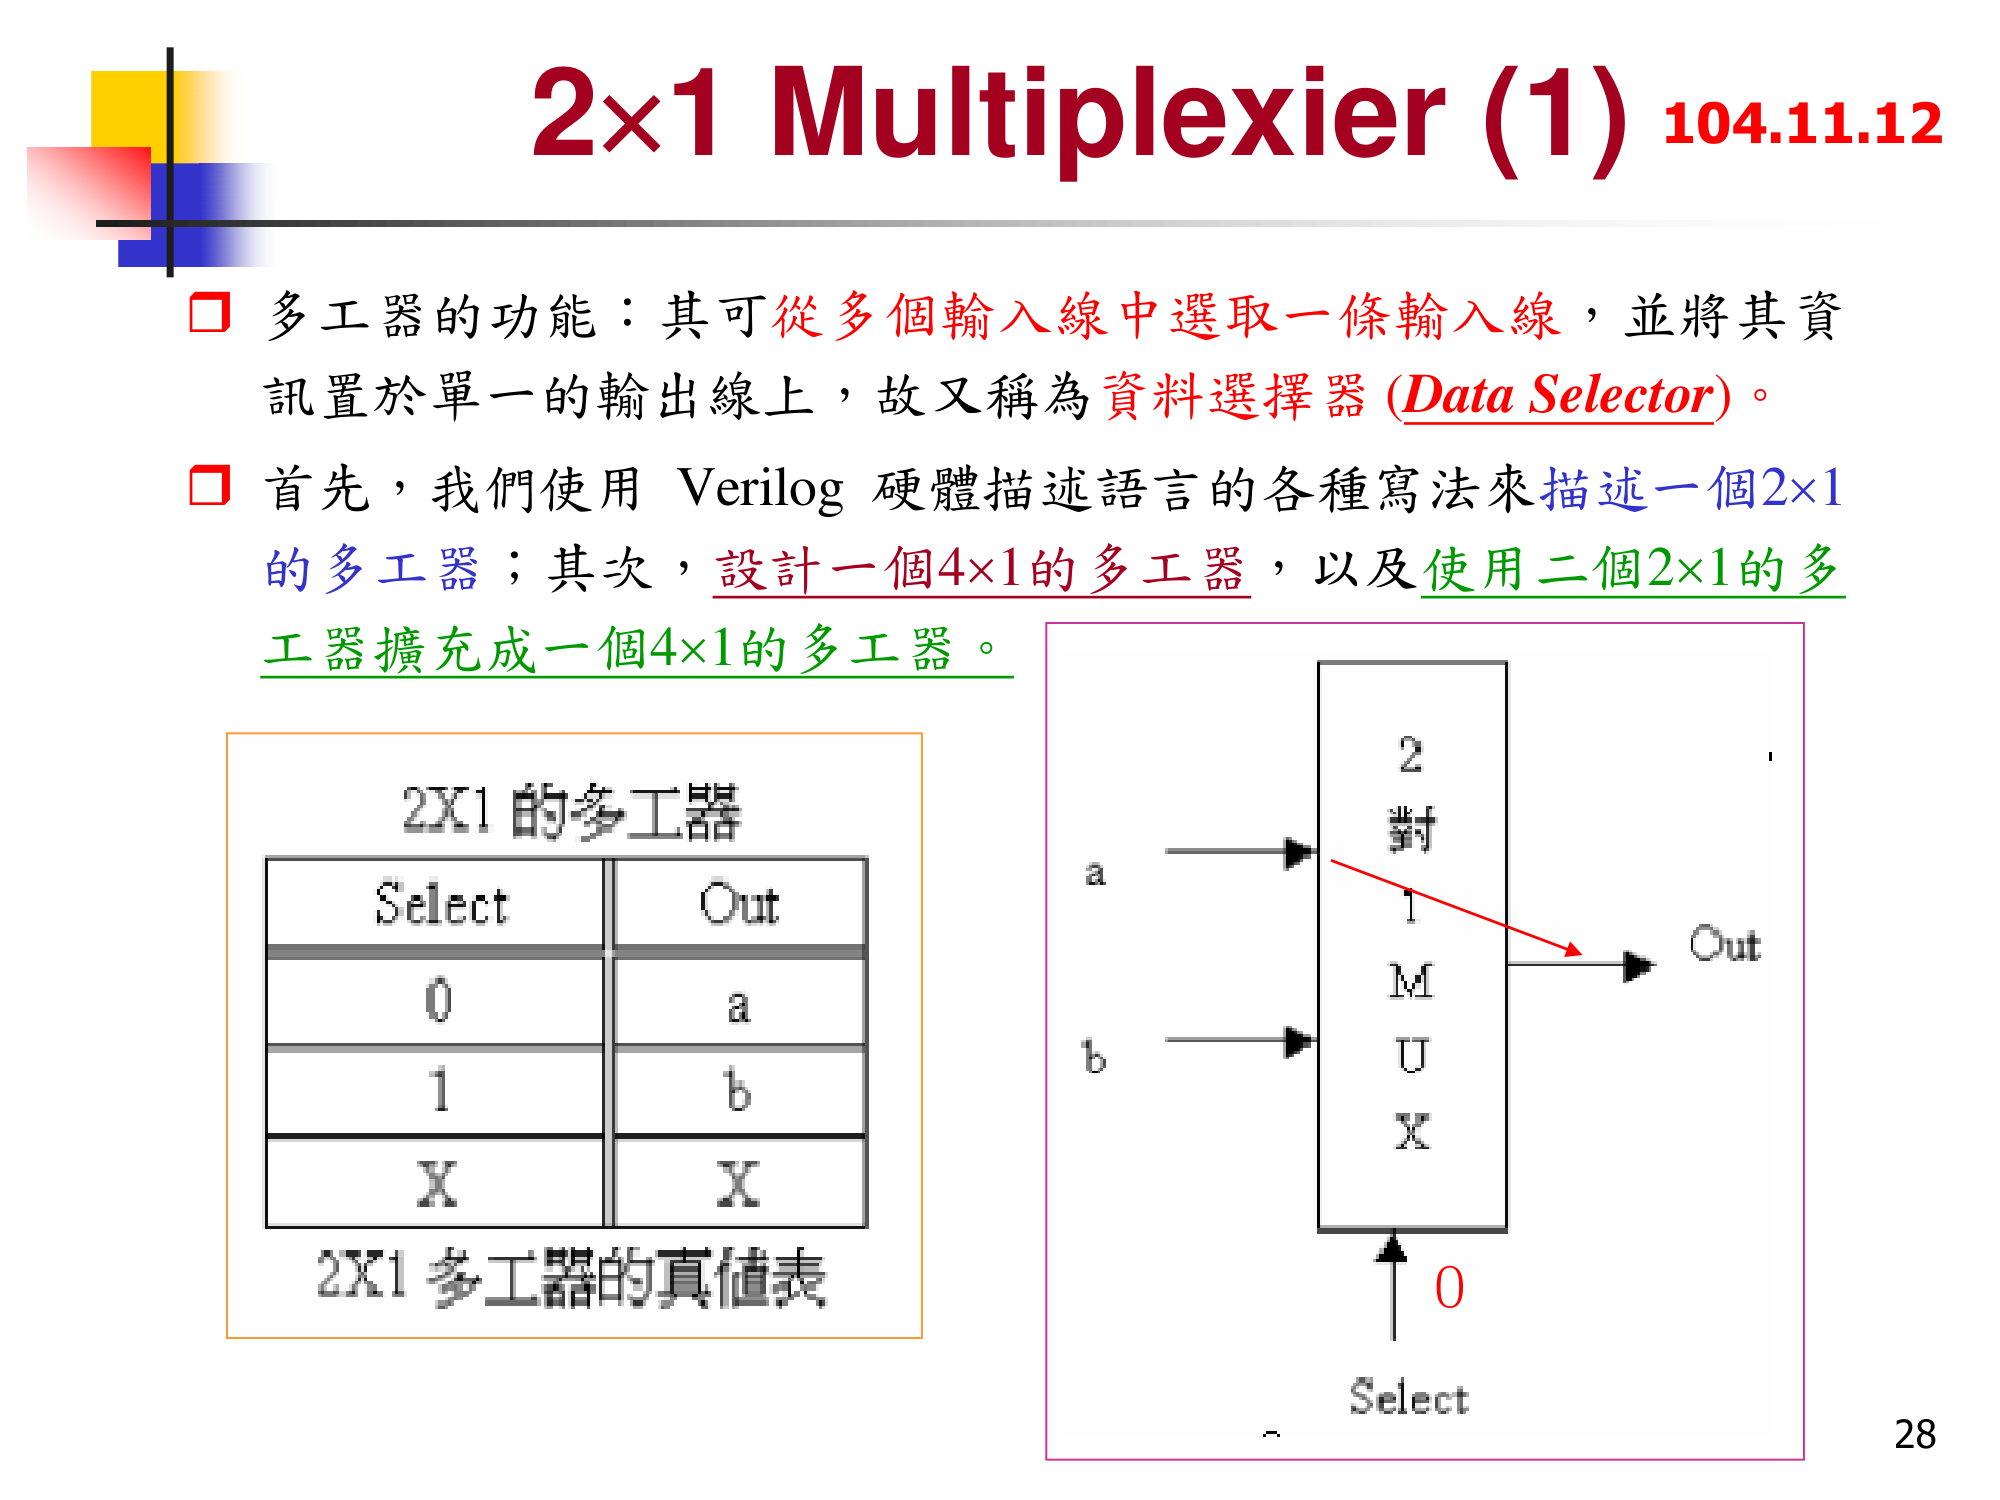 2×1 Multiplexier (1) 104.11.12
多工器的功能：其可從多個輸入線中選取一條輸入線，並將其資
訊置於單一的輸出線上，故又稱為資料選擇器 (Data Selector)。
首先，我們使用 Verilog 硬體描述語言的各種寫法來描述一個2×1
的多工器；其次，設計一個4×1的多工器，以及使用二個2×1的多
工器擴充成一個4×1的多工器。
2X1 的多工器
Select Out
0 a
1 b
X X
2X1 多工器的真值表
2
對
1
M
U
X
a
b
Out
0
Select
28